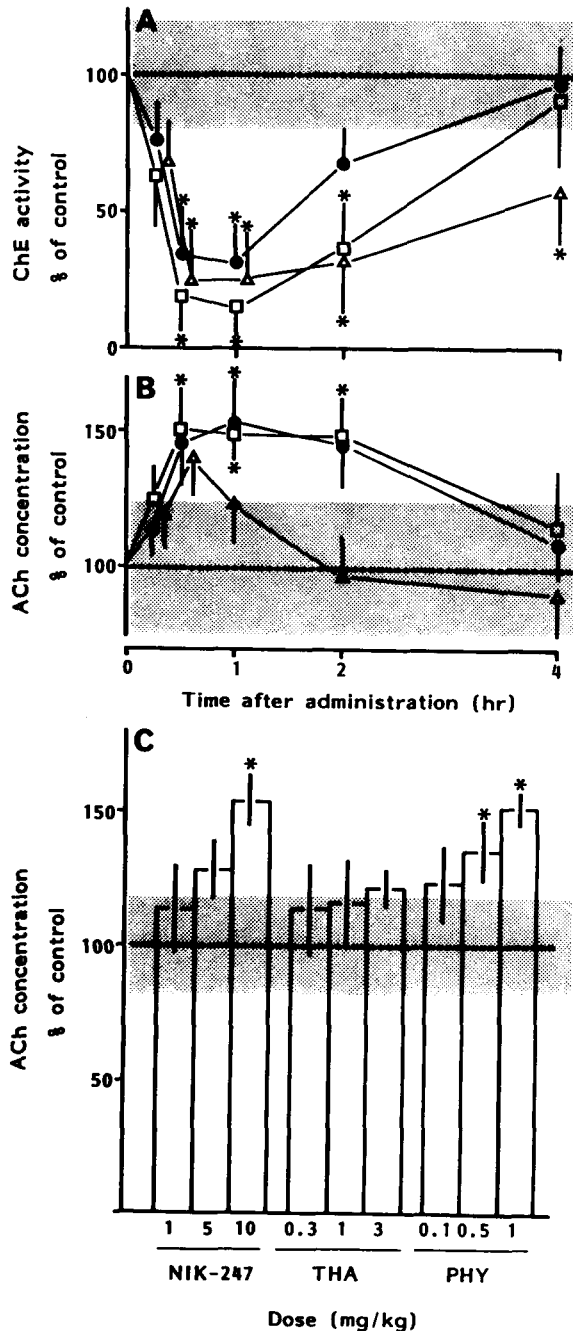 A
100
50
0
ChE activity
% of control
*
*
*
*
*
*
*
*
*
B
150
100
ACh concentration
% of control
*
*
*
*
0
1
2
4
Time after administration (hr)
C
150
100
50
ACh concentration
% of control
*
*
*
1 5 10 0.3 1 3 0.1 0.5 1
NIK-247 THA PHY
Dose (mg/kg)